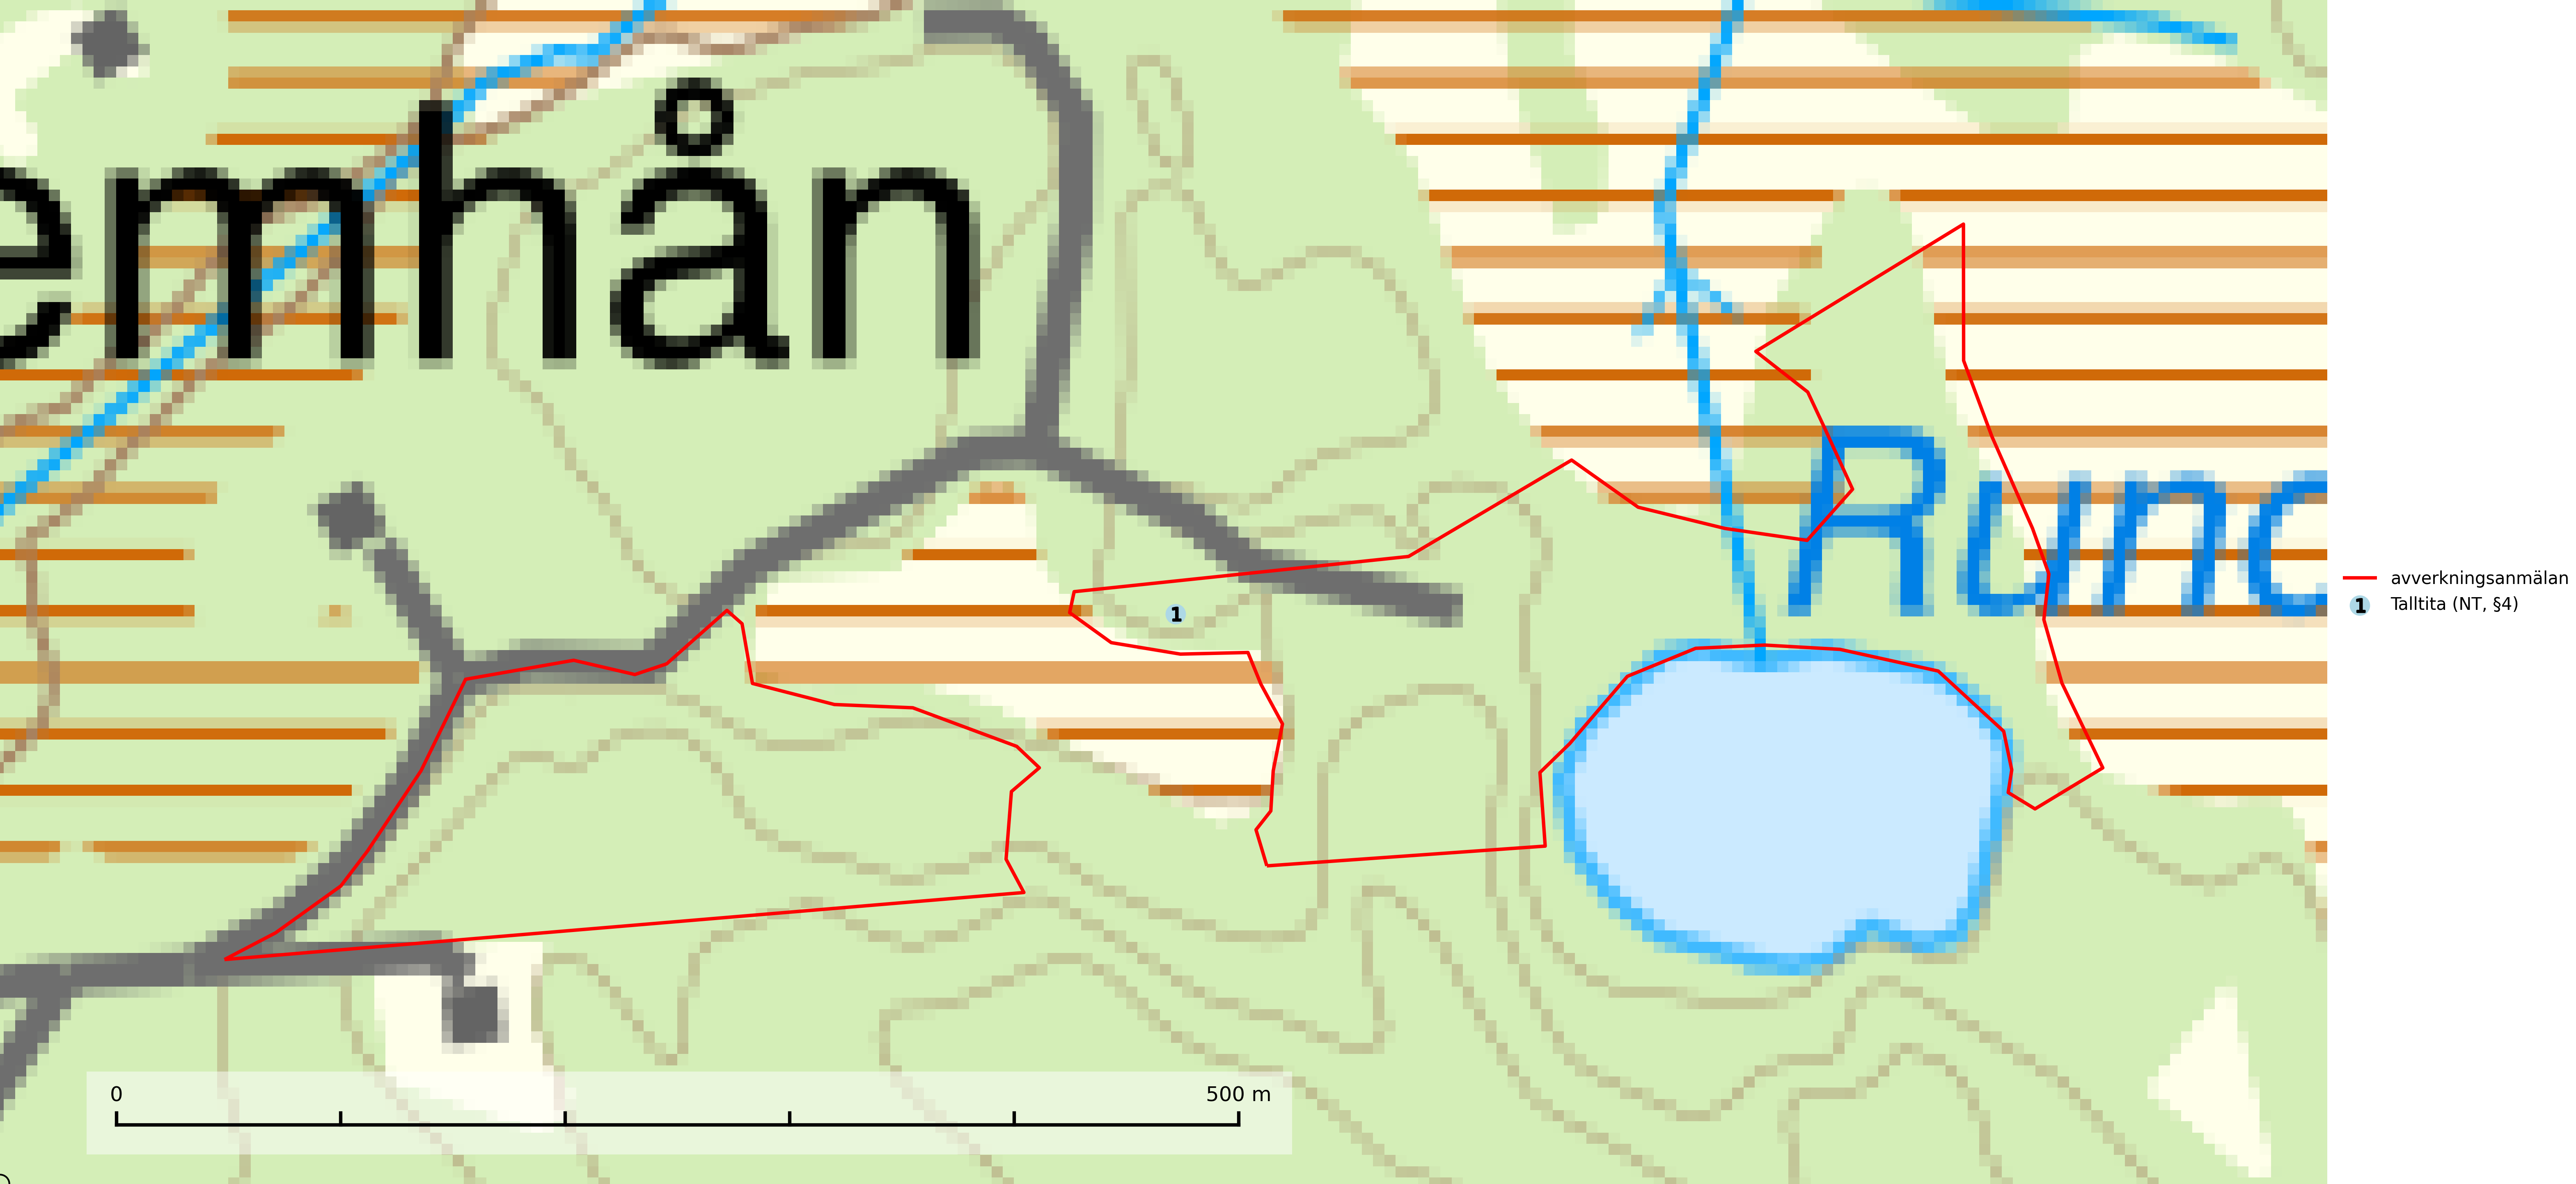 emhån
Runc
1
avverkningsanmälan
1 Talltita (NT, §4)
0 500 m